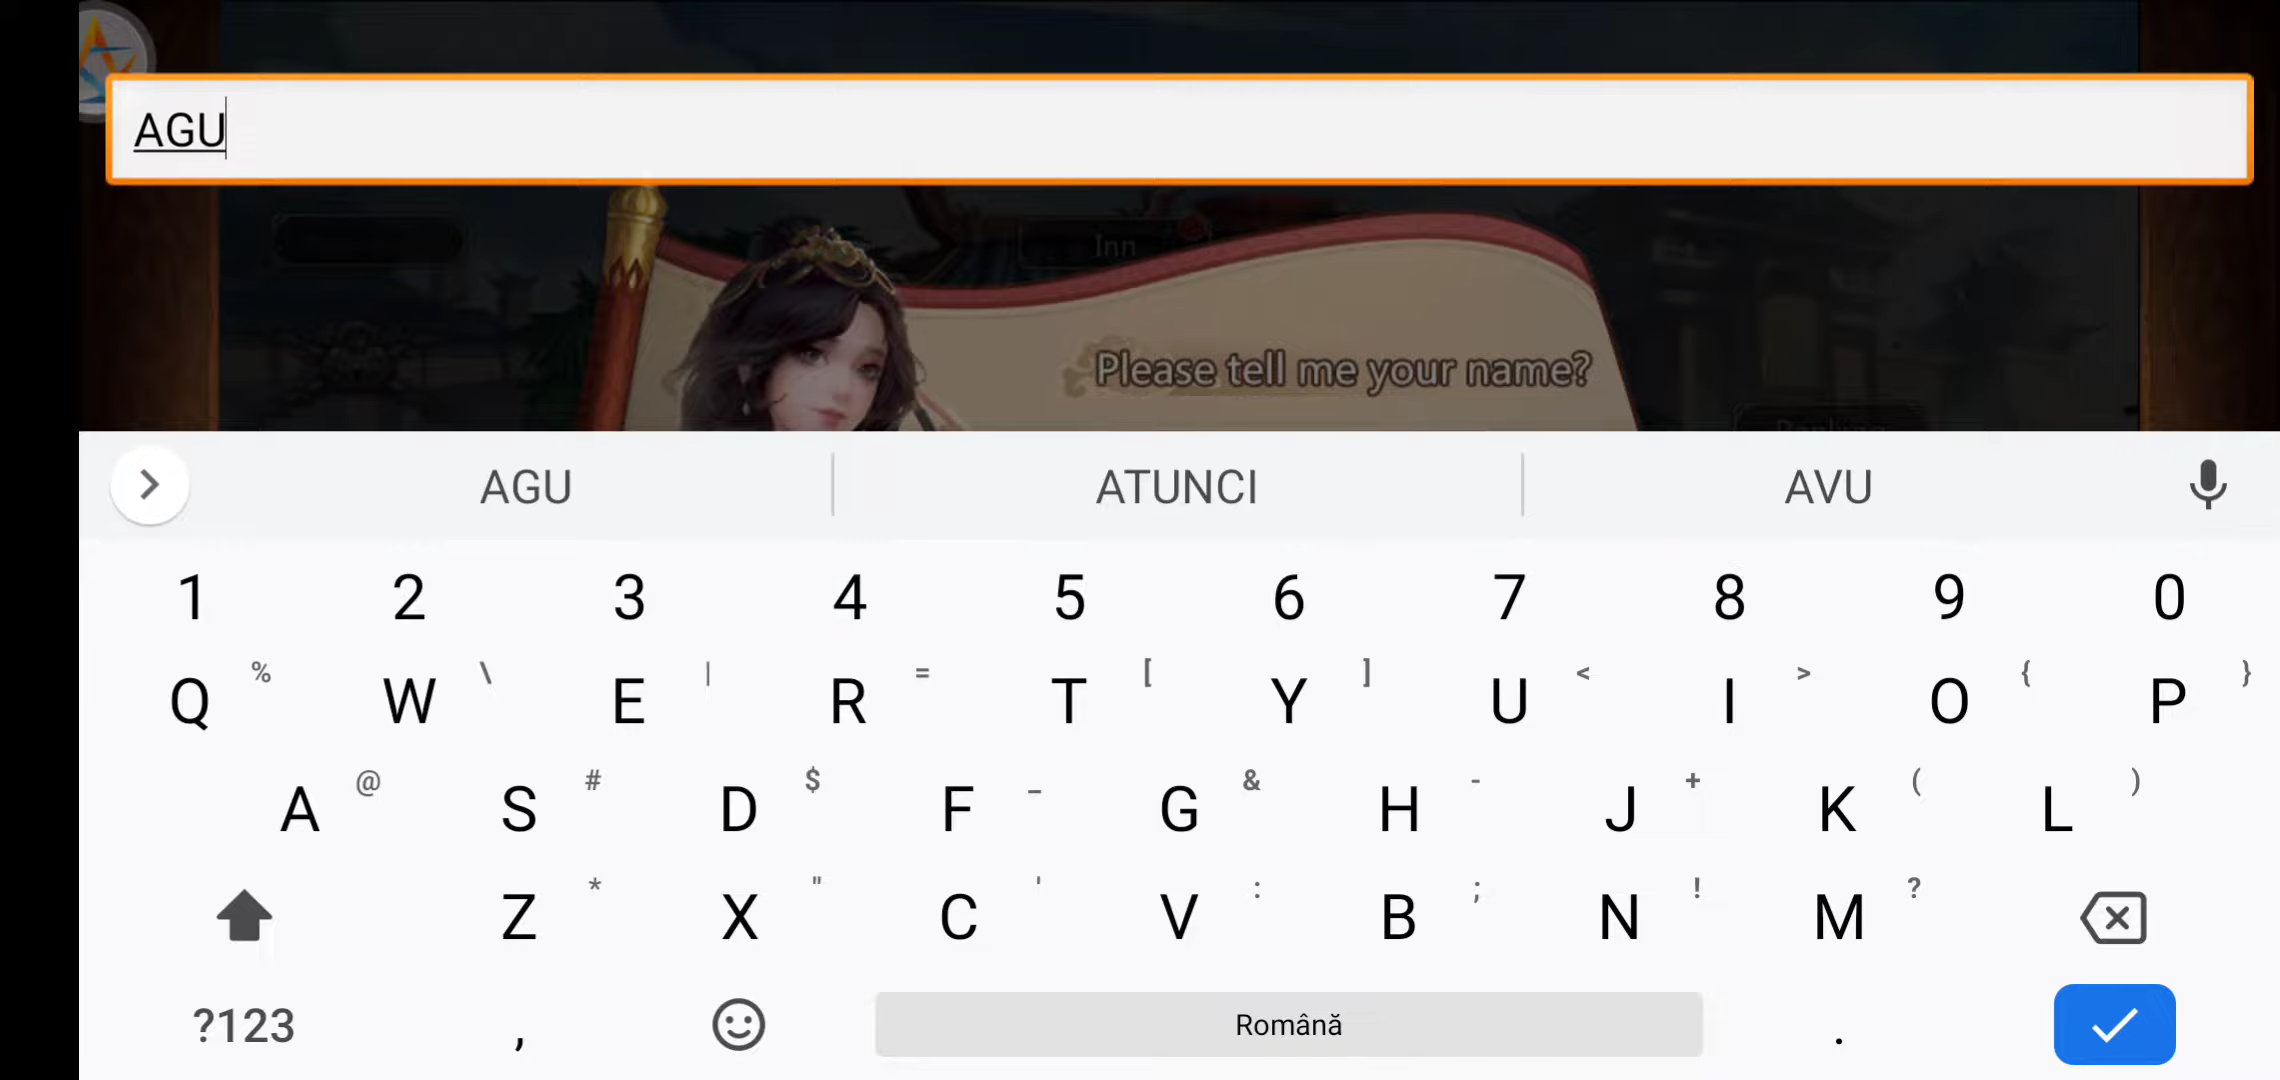 AGU
Inn
Please tell me your name?
AGU ATUNCI AVU
1 2 3 4 5 6 7 8 9 0
Q % W \ E | R = T [ Y ] U < I > O { P }
A @ S # D $ F _ G & H - J + K ( L )
Z * X " C ' V : B ; N ! M ?
?123 , Română .